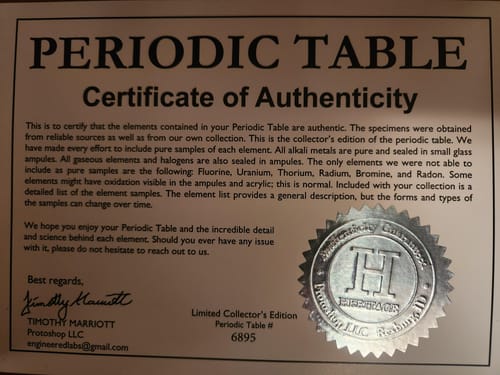 PERIODIC TABLE
Certificate of Authenticity
This is to certify that the elements contained in your Periodic Table are authentic. The specimens were obtained
from reliable sources as well as from our own collection. This is the collector's edition of the periodic table. We
have made every effort to include pure samples of each element. All alkali metals are pure and sealed in small glass
ampules. All gaseous elements and halogens are also sealed in ampules. The only elements we were not able to
include as pure samples are the following: Fluorine, Uranium, Thorium, Radium, Bromine, and Radon. Some
elements might have oxidation visible in the ampules and acrylic; this is normal. Included with your collection is a
detailed list of the element samples. The element list provides a general description, but the forms and types of
the samples can change over time.
We hope you enjoy your Periodic Table and the incredible detail
and science behind each element. Should you ever have any issue
with it, please do not hesitate to reach out to us.
Best regards,
Timothy Marriott
TIMOTHY MARRIOTT
Protoshop LLC
engineeredlabs@gmail.com
Limited Collector's Edition
Periodic Table #
6895
Authenticity Guaranteed
H
HERITAGE
Protoshop LLC Rexburg ID